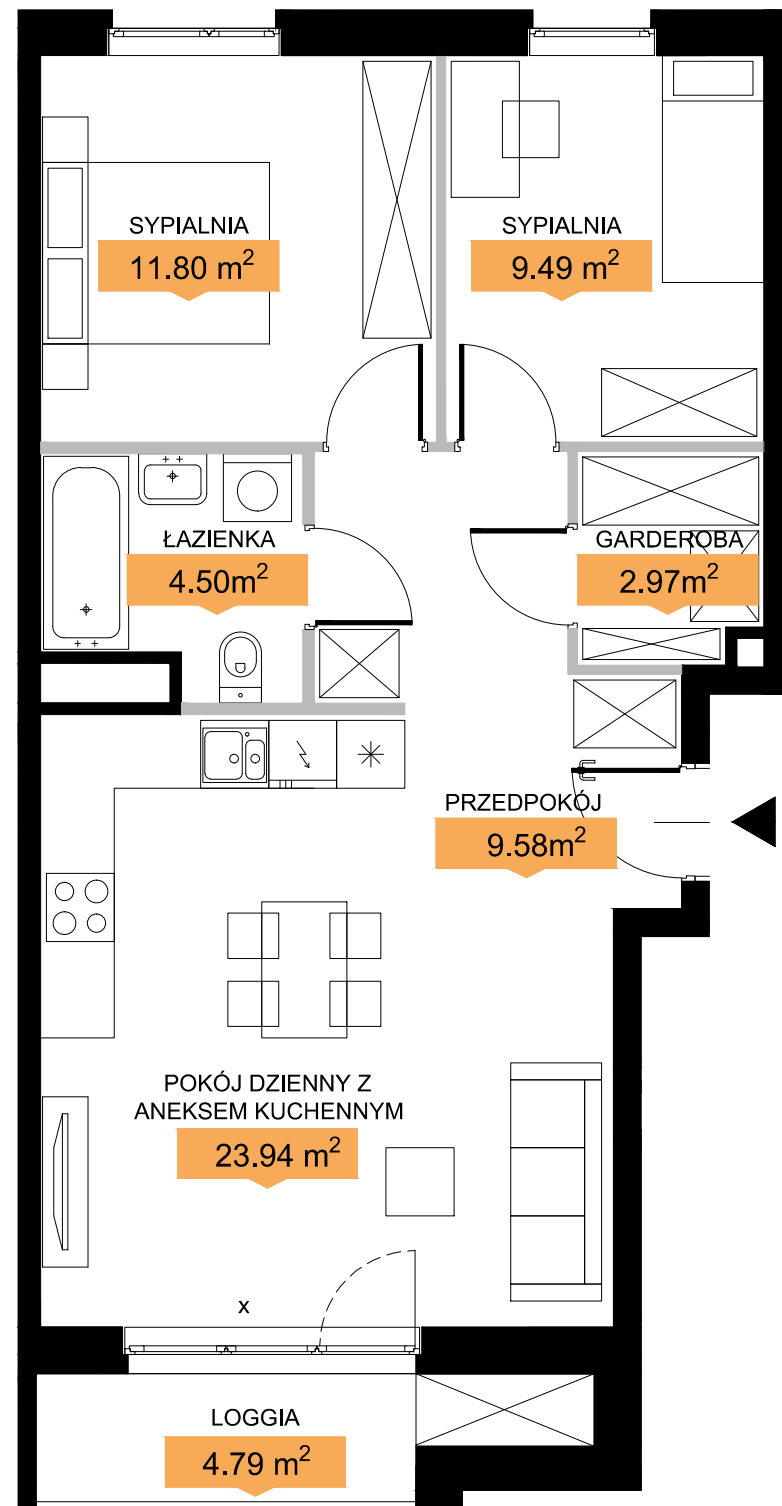 SYPIALNIA
11.80 m²
SYPIALNIA
9.49 m²
ŁAZIENKA
4.50m²
GARDEROBA
2.97m²
PRZEDPOKÓJ
9.58m²
POKÓJ DZIENNY Z
ANEKSEM KUCHENNYM
23.94 m²
x
LOGGIA
4.79 m²